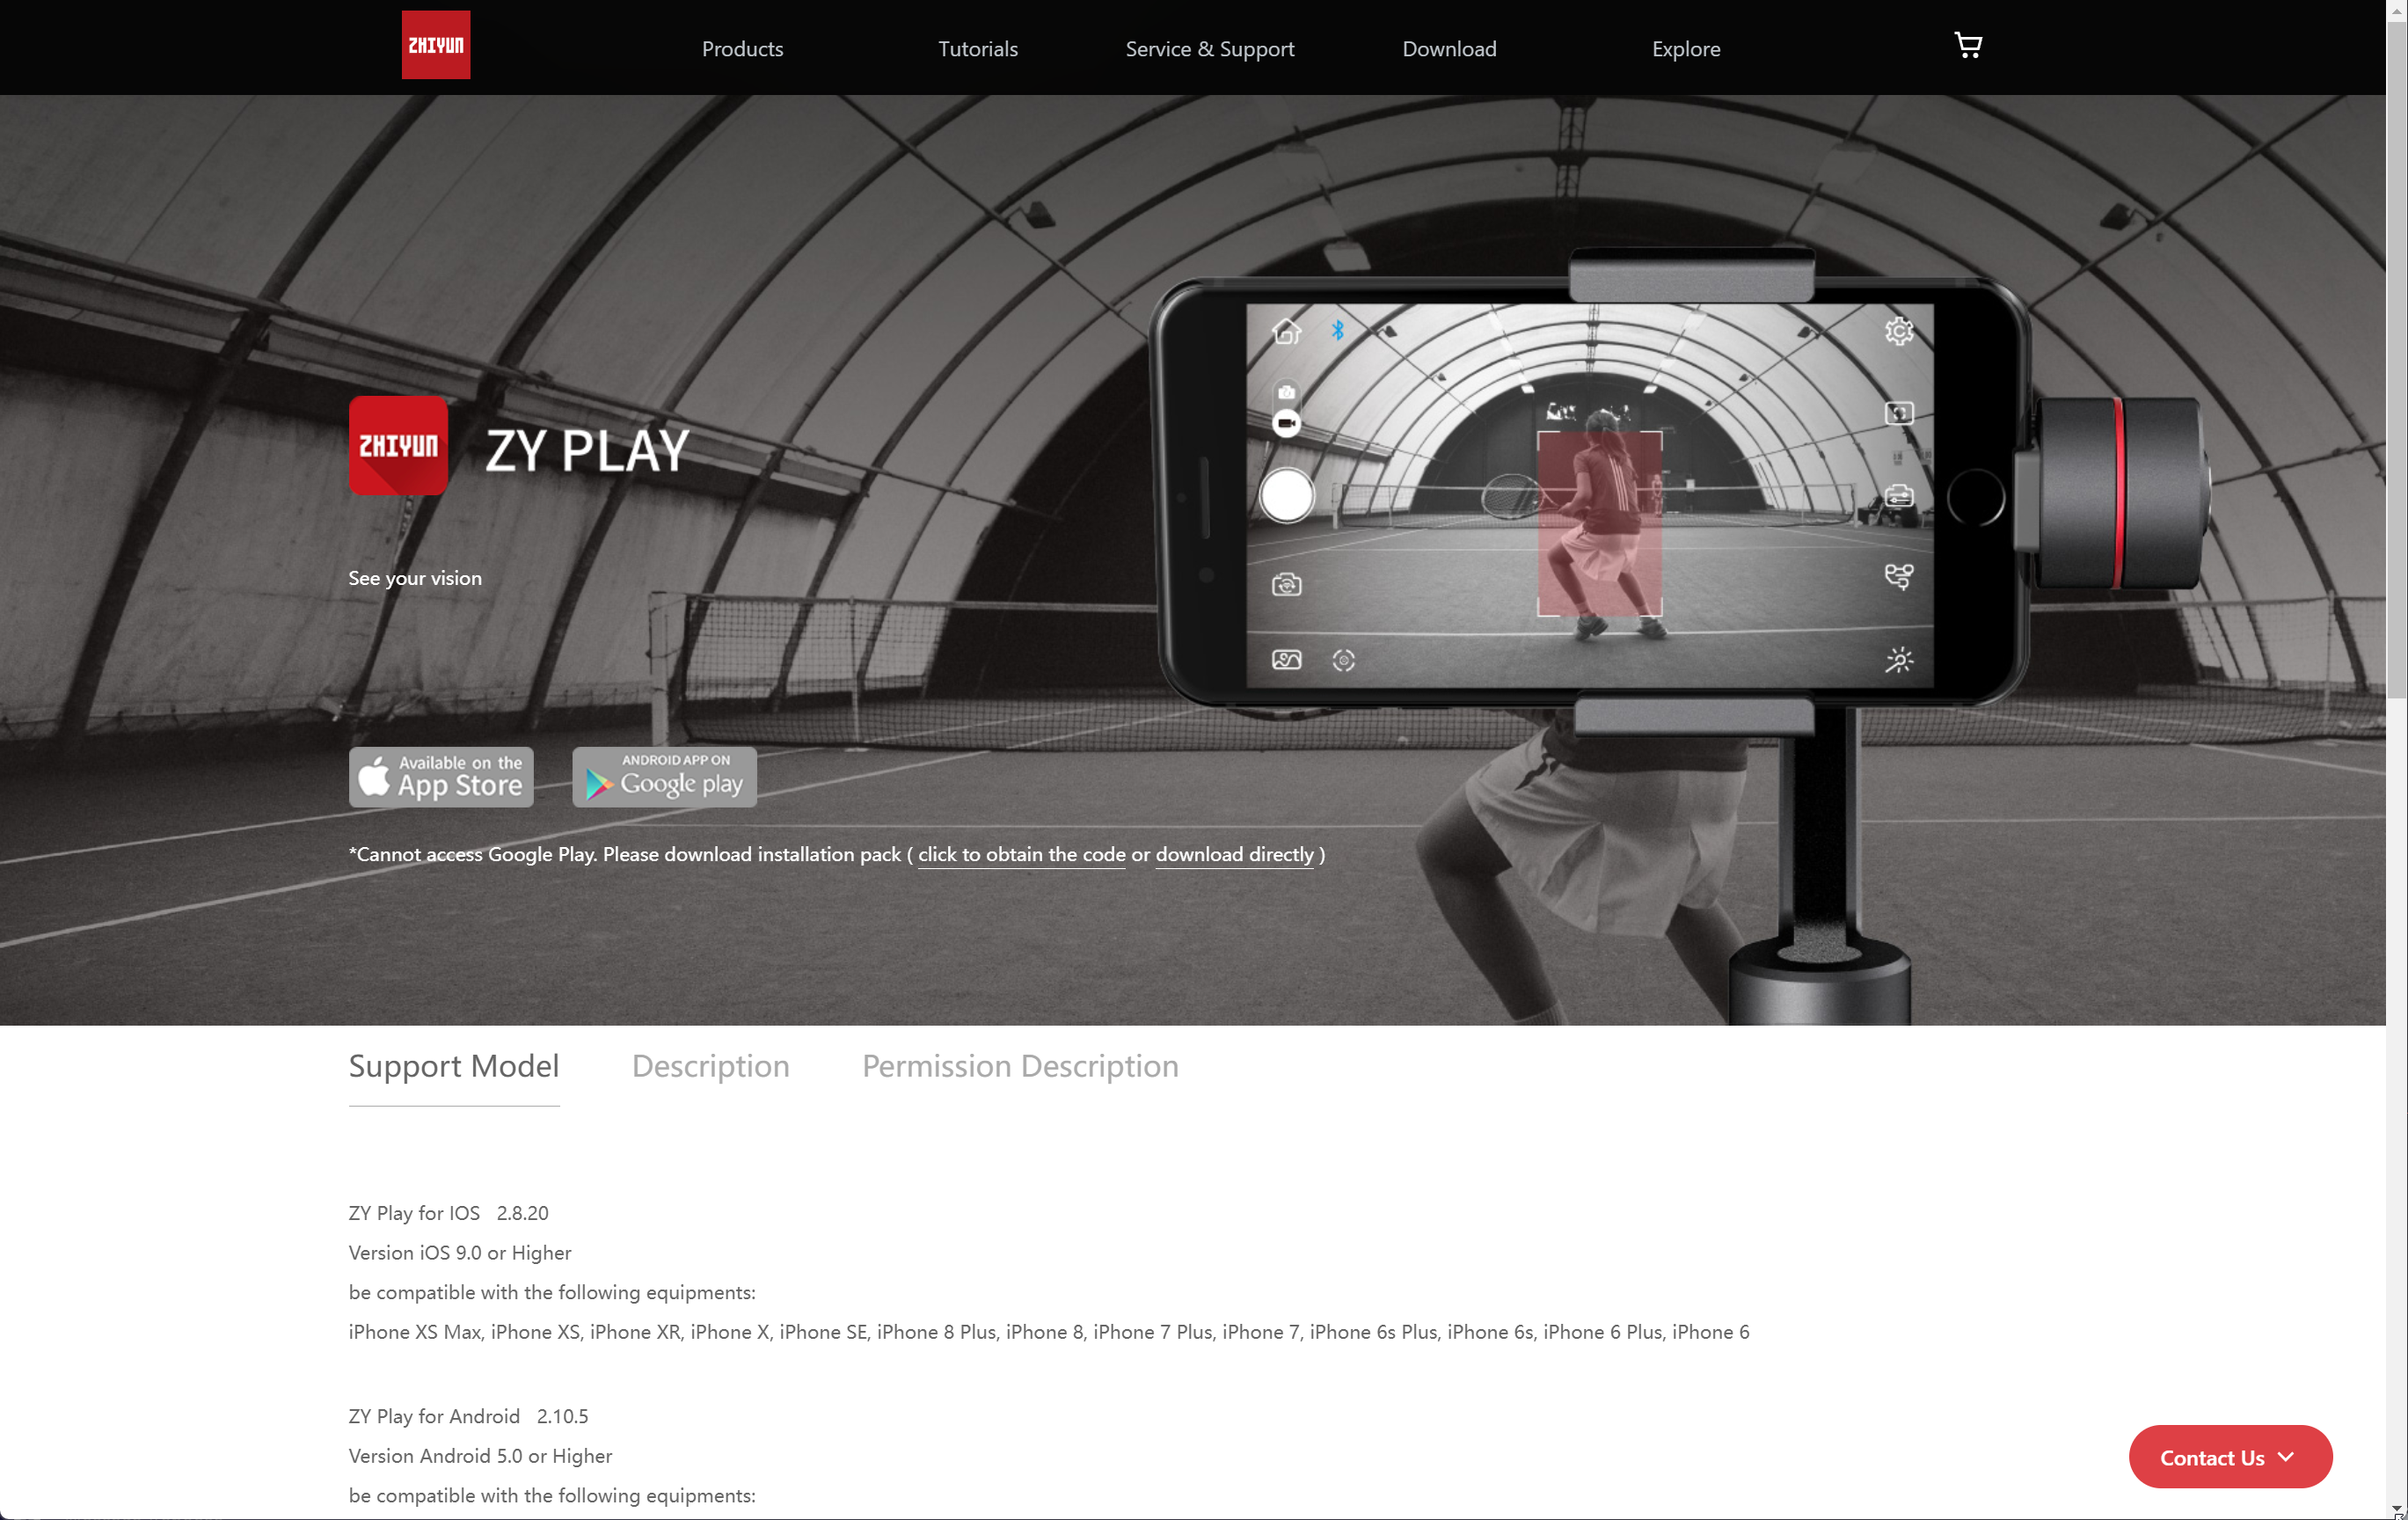 ZHIYUN
Products
Tutorials
Service & Support
Download
Explore
ZHIYUN
ZY PLAY
See your vision
Available on the
App Store
ANDROID APP ON
Google play
*Cannot access Google Play. Please download installation pack ( click to obtain the code or download directly )
Support Model
Description
Permission Description
ZY Play for IOS 2.8.20
Version iOS 9.0 or Higher
be compatible with the following equipments:
iPhone XS Max, iPhone XS, iPhone XR, iPhone X, iPhone SE, iPhone 8 Plus, iPhone 8, iPhone 7 Plus, iPhone 7, iPhone 6s Plus, iPhone 6s, iPhone 6 Plus, iPhone 6
ZY Play for Android 2.10.5
Version Android 5.0 or Higher
be compatible with the following equipments:
Contact Us